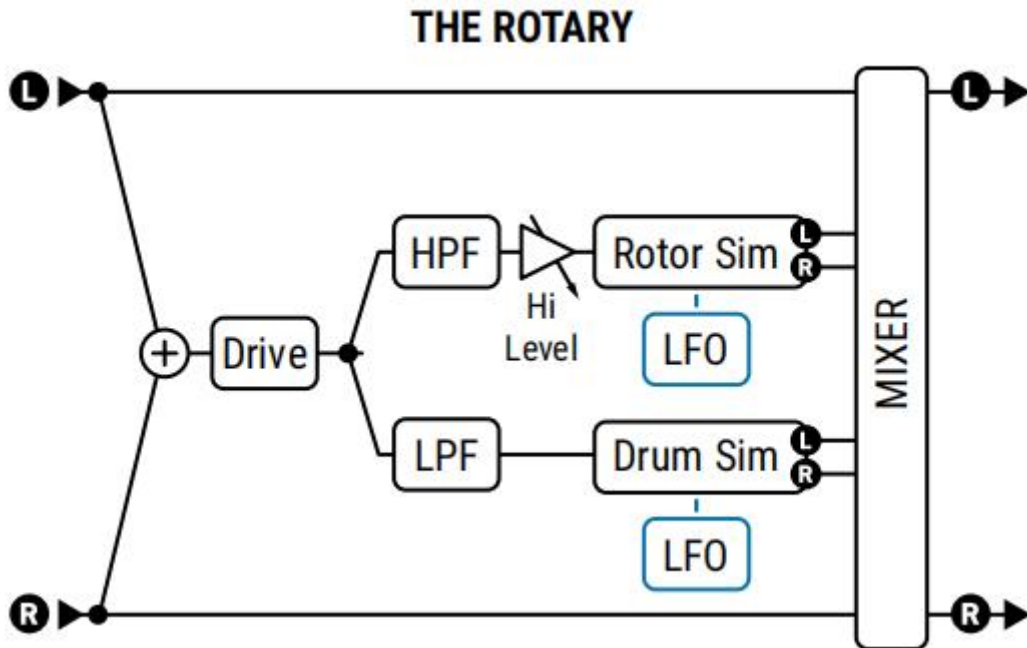 THE ROTARY
L
L
HPF
Rotor Sim
L
R
Hi
Level
LFO
+
Drive
MIXER
LPF
Drum Sim
L
R
LFO
R
R